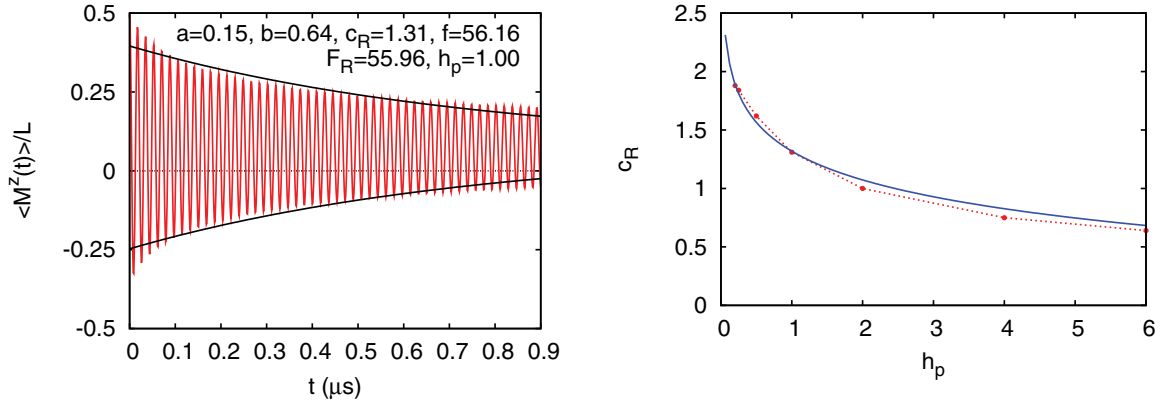 a=0.15, b=0.64, c_R=1.31, f=56.16
F_R=55.96, h_p=1.00
0.5
0.25
0
-0.25
-0.5
<M^z(t)>/L
0 0.1 0.2 0.3 0.4 0.5 0.6 0.7 0.8 0.9
t (μs)
2.5
2
1.5
1
0.5
0
c_R
0 1 2 3 4 5 6
h_p